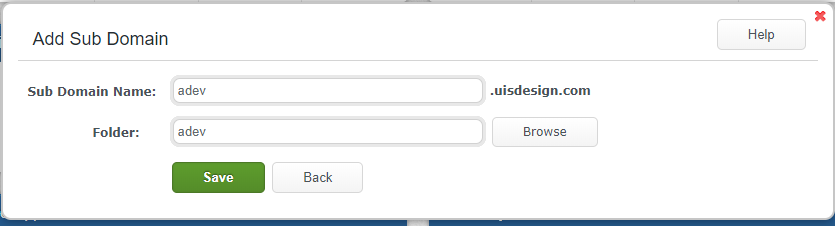 Add Sub Domain
Help
Sub Domain Name: adev .uisdesign.com
Folder: adev Browse
Save Back